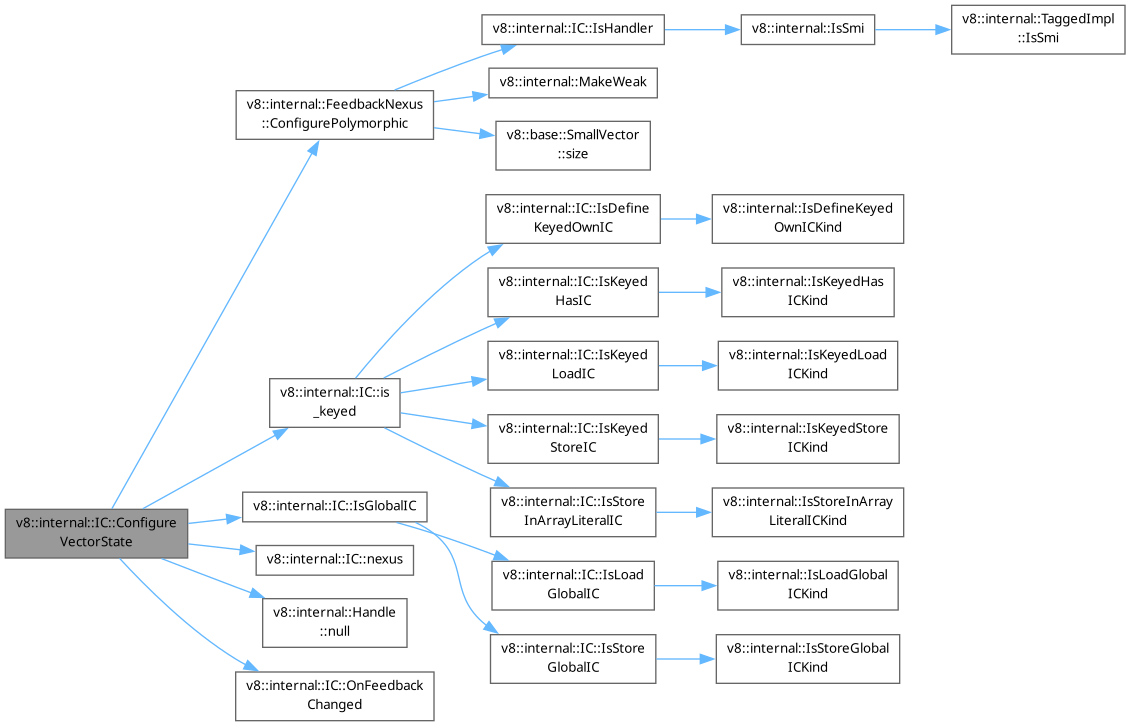 v8::internal::IC::Configure
VectorState
v8::internal::FeedbackNexus
::ConfigurePolymorphic
v8::internal::IC::IsHandler
v8::internal::IsSmi
v8::internal::TaggedImpl
::IsSmi
v8::internal::MakeWeak
v8::base::SmallVector
::size
v8::internal::IC::is
_keyed
v8::internal::IC::IsDefine
KeyedOwnIC
v8::internal::IsDefineKeyed
OwnICKind
v8::internal::IC::IsKeyed
HasIC
v8::internal::IsKeyedHas
ICKind
v8::internal::IC::IsKeyed
LoadIC
v8::internal::IsKeyedLoad
ICKind
v8::internal::IC::IsKeyed
StoreIC
v8::internal::IsKeyedStore
ICKind
v8::internal::IC::IsStore
InArrayLiteralIC
v8::internal::IsStoreInArray
LiteralICKind
v8::internal::IC::IsGlobalIC
v8::internal::IC::IsLoad
GlobalIC
v8::internal::IsLoadGlobal
ICKind
v8::internal::IC::IsStore
GlobalIC
v8::internal::IsStoreGlobal
ICKind
v8::internal::IC::nexus
v8::internal::Handle
::null
v8::internal::IC::OnFeedback
Changed